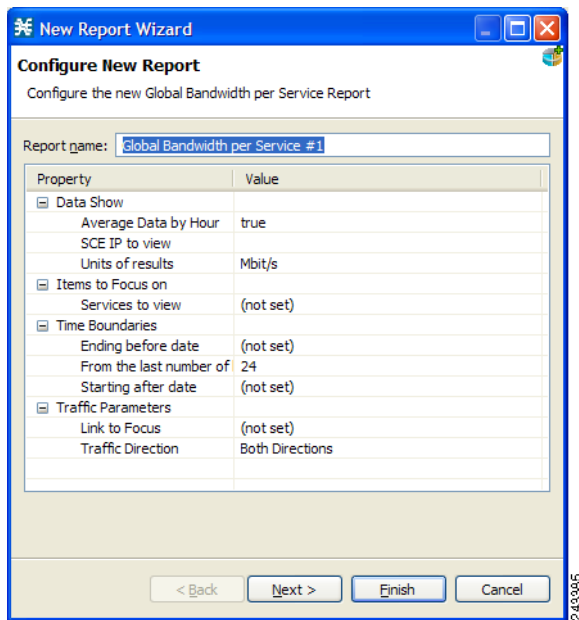 New Report Wizard
Configure New Report
Configure the new Global Bandwidth per Service Report
Report name: Global Bandwidth per Service #1
Property Value
Data Show
Average Data by Hour true
SCE IP to view
Units of results Mbit/s
Items to Focus on
Services to view (not set)
Time Boundaries
Ending before date (not set)
From the last number of 24
Starting after date (not set)
Traffic Parameters
Link to Focus (not set)
Traffic Direction Both Directions
< Back Next > Finish Cancel
243385